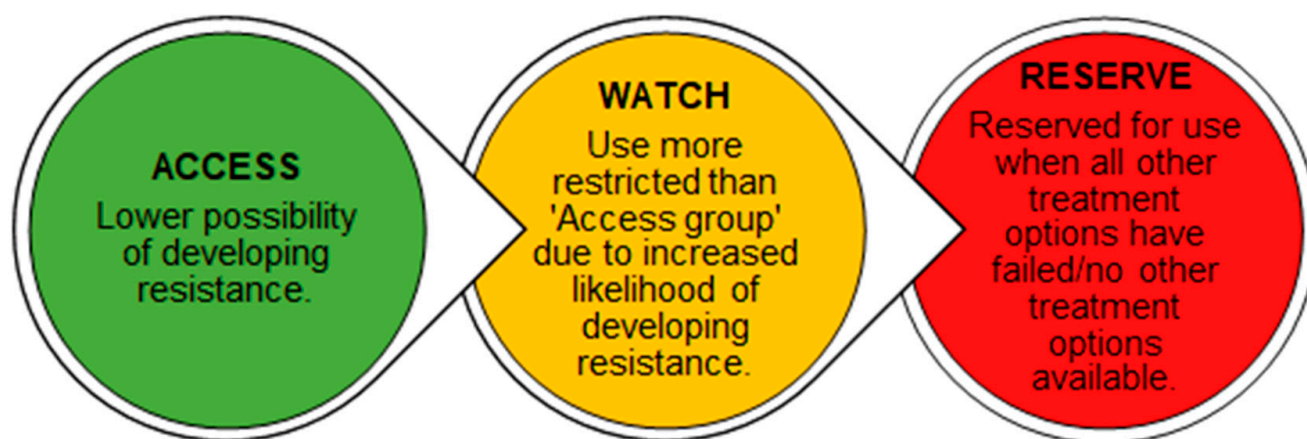 ACCESS
Lower possibility
of developing
resistance.
WATCH
Use more
restricted than
'Access group'
due to increased
likelihood of
developing
resistance.
RESERVE
Reserved for use
when all other
treatment
options have
failed/no other
treatment
options
available.